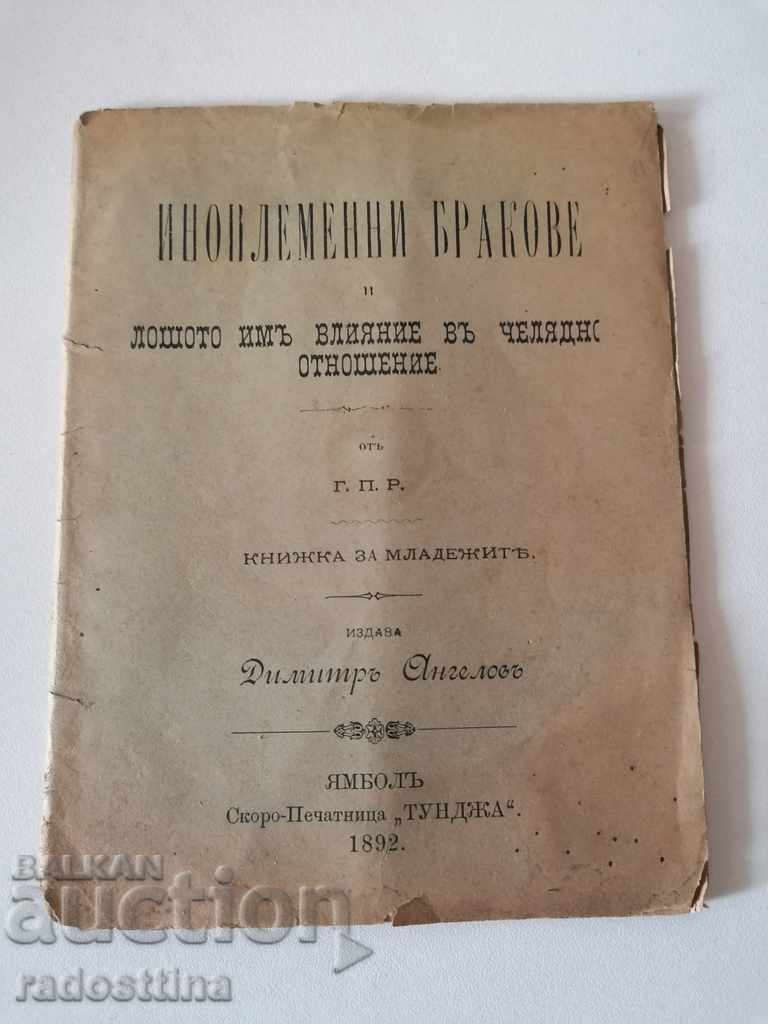 ИНОПЛЕМЕННИ БРАКОВЕ
И
ЛОШОТО ИМЪ ВЛИЯНИЕ ВЪ ЧЕЛЯДНО
ОТНОШЕНИЕ.
отъ
Г. П. Р.
КНИЖКА ЗА МЛАДЕЖИТѢ.
ИЗДАВА
Димитръ Ангеловъ
ЯМБОЛЪ
Скоро-Печатница „ТУНДЖА“.
1892.
BALKAN
auction
radosttina